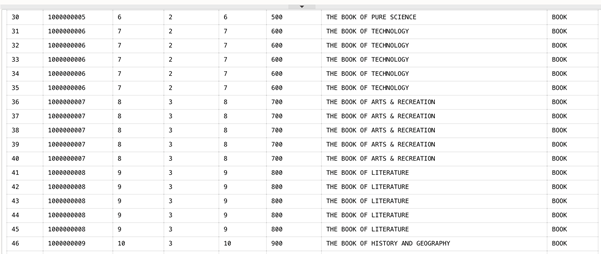 30 1000000005 6 2 6 500 THE BOOK OF PURE SCIENCE BOOK
31 1000000006 7 2 7 600 THE BOOK OF TECHNOLOGY BOOK
32 1000000006 7 2 7 600 THE BOOK OF TECHNOLOGY BOOK
33 1000000006 7 2 7 600 THE BOOK OF TECHNOLOGY BOOK
34 1000000006 7 2 7 600 THE BOOK OF TECHNOLOGY BOOK
35 1000000006 7 2 7 600 THE BOOK OF TECHNOLOGY BOOK
36 1000000007 8 3 8 700 THE BOOK OF ARTS & RECREATION BOOK
37 1000000007 8 3 8 700 THE BOOK OF ARTS & RECREATION BOOK
38 1000000007 8 3 8 700 THE BOOK OF ARTS & RECREATION BOOK
39 1000000007 8 3 8 700 THE BOOK OF ARTS & RECREATION BOOK
40 1000000007 8 3 8 700 THE BOOK OF ARTS & RECREATION BOOK
41 1000000008 9 3 9 800 THE BOOK OF LITERATURE BOOK
42 1000000008 9 3 9 800 THE BOOK OF LITERATURE BOOK
43 1000000008 9 3 9 800 THE BOOK OF LITERATURE BOOK
44 1000000008 9 3 9 800 THE BOOK OF LITERATURE BOOK
45 1000000008 9 3 9 800 THE BOOK OF LITERATURE BOOK
46 1000000009 10 3 10 900 THE BOOK OF HISTORY AND GEOGRAPHY BOOK